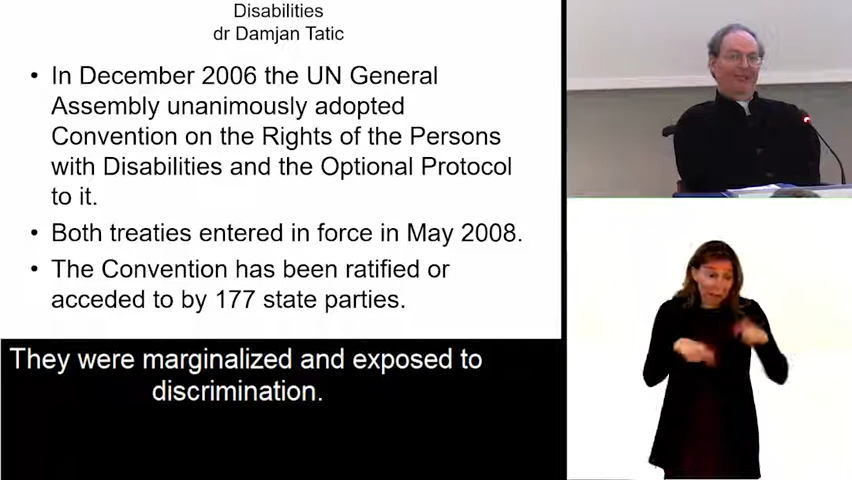 Disabilities
dr Damjan Tatic
• In December 2006 the UN General
Assembly unanimously adopted
Convention on the Rights of the Persons
with Disabilities and the Optional Protocol
to it.
• Both treaties entered in force in May 2008.
• The Convention has been ratified or
acceded to by 177 state parties.
They were marginalized and exposed to
discrimination.